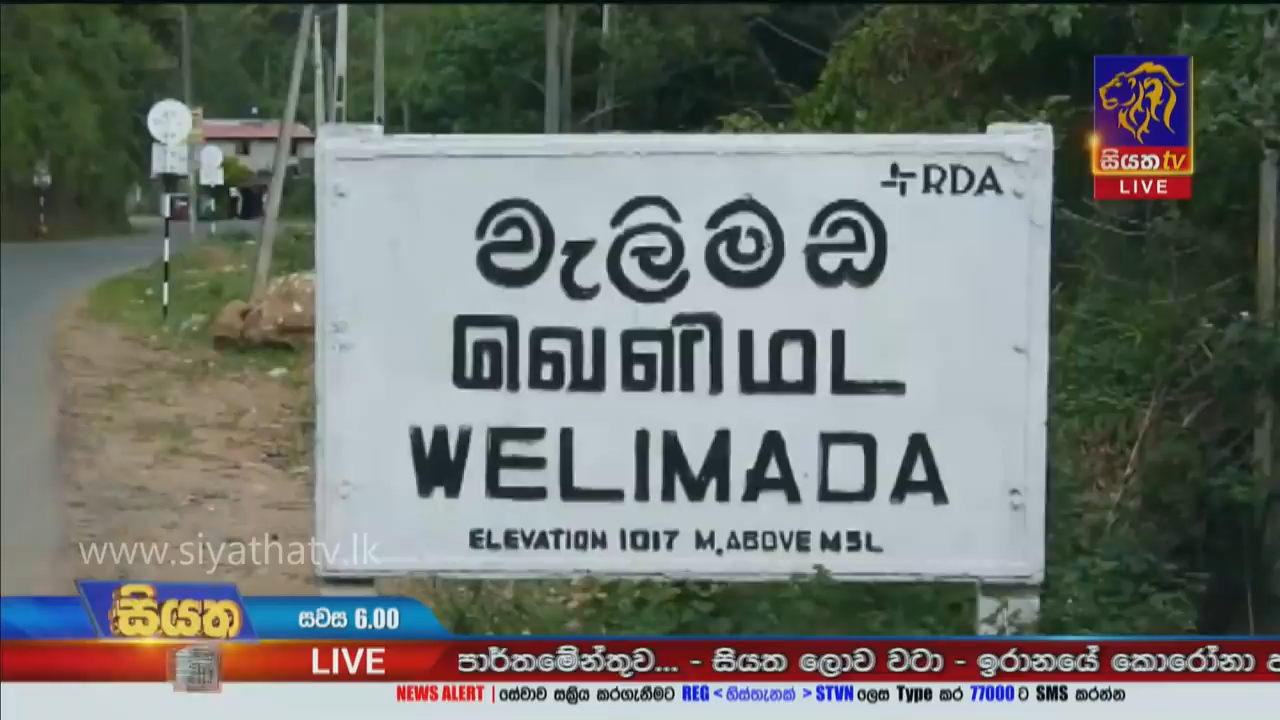 සියත tv
LIVE
RDA
වැලිමඩ
வெளிமட
WELIMADA
ELEVATION 1017 M. ABOVE MSL
www.siyathatv.lk
සියත
සවස 6.00
LIVE
පාර්තමේන්තුව... - සියත ලොව වටා - ඉරානයේ කොරෝනා
NEWS ALERT | සේවාව සක්‍රිය කරගැනීමට REG < හිස්තැනක් > STVN ලෙස Type කර 77000 ට SMS කරන්න